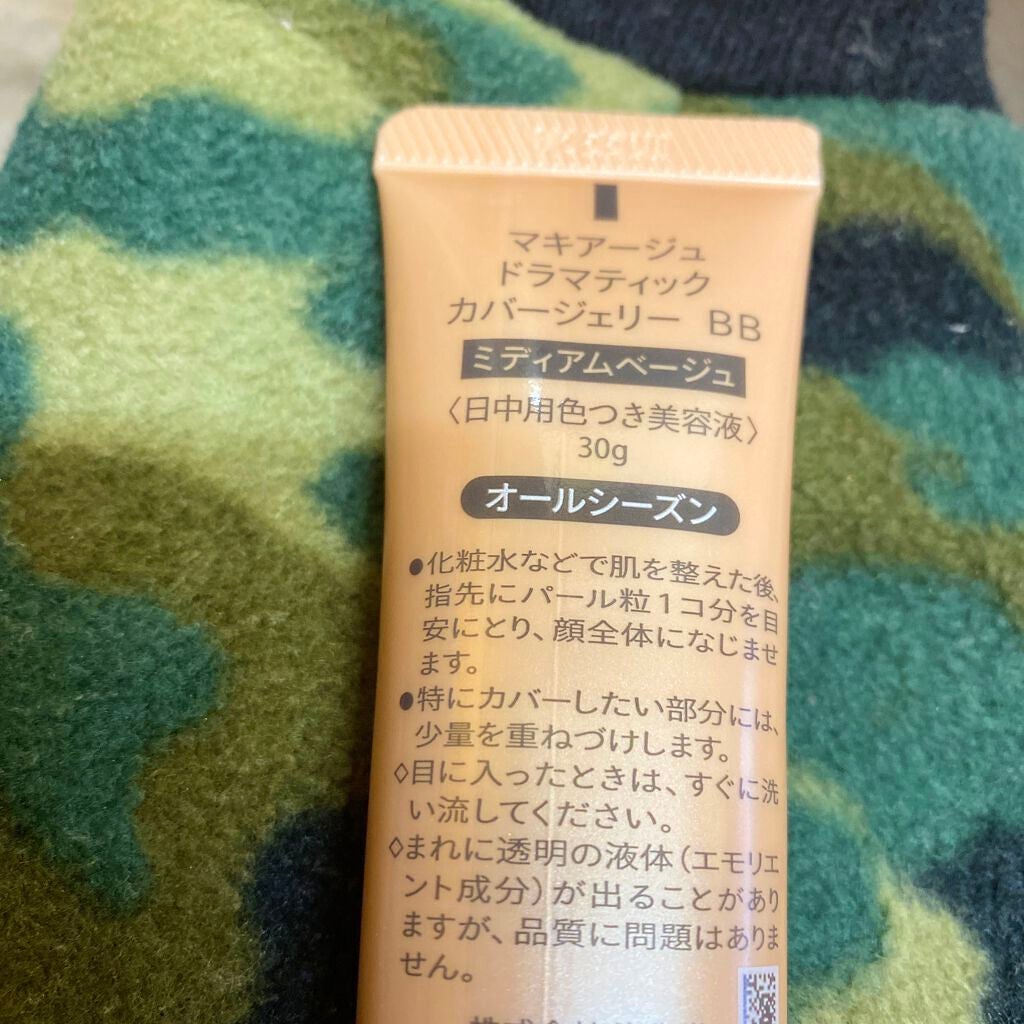 マキアージュ
ドラマティック
カバージェリー BB
ミディアムベージュ
〈日中用色つき美容液〉
30g
オールシーズン
●化粧水などで肌を整えた後、
指先にパール粒1コ分を目
安にとり、顔全体になじませ
ます。
●特にカバーしたい部分には、
少量を重ねづけします。
◇目に入ったときは、すぐに洗
い流してください。
◇まれに透明の液体（エモリエ
ント成分）が出ることがあり
ますが、品質に問題はありま
せん。